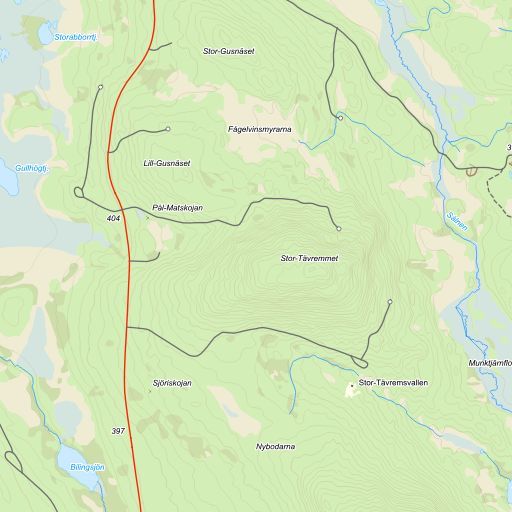 Storabborrtj.
Stor-Gusnäset
Fågelvinsmyrarna
Lill-Gusnäset
Gullhögtj.
Pål-Matskojan
404
Säiren
Stor-Tävremmet
Munktjärnflo
Sjöriskojan
Stor-Tävremsvallen
397
Nybodarna
Bilingsjön